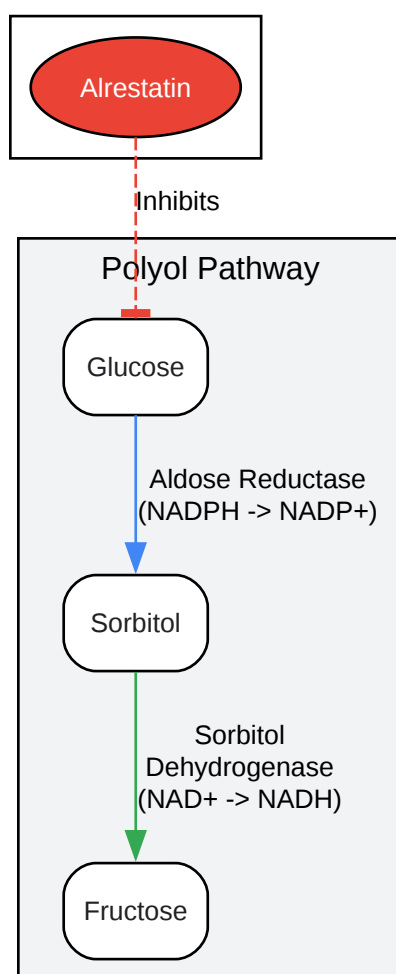 Alrestatin
Inhibits
Polyol Pathway
Glucose
Aldose Reductase
(NADPH -> NADP+)
Sorbitol
Sorbitol
Dehydrogenase
(NAD+ -> NADH)
Fructose